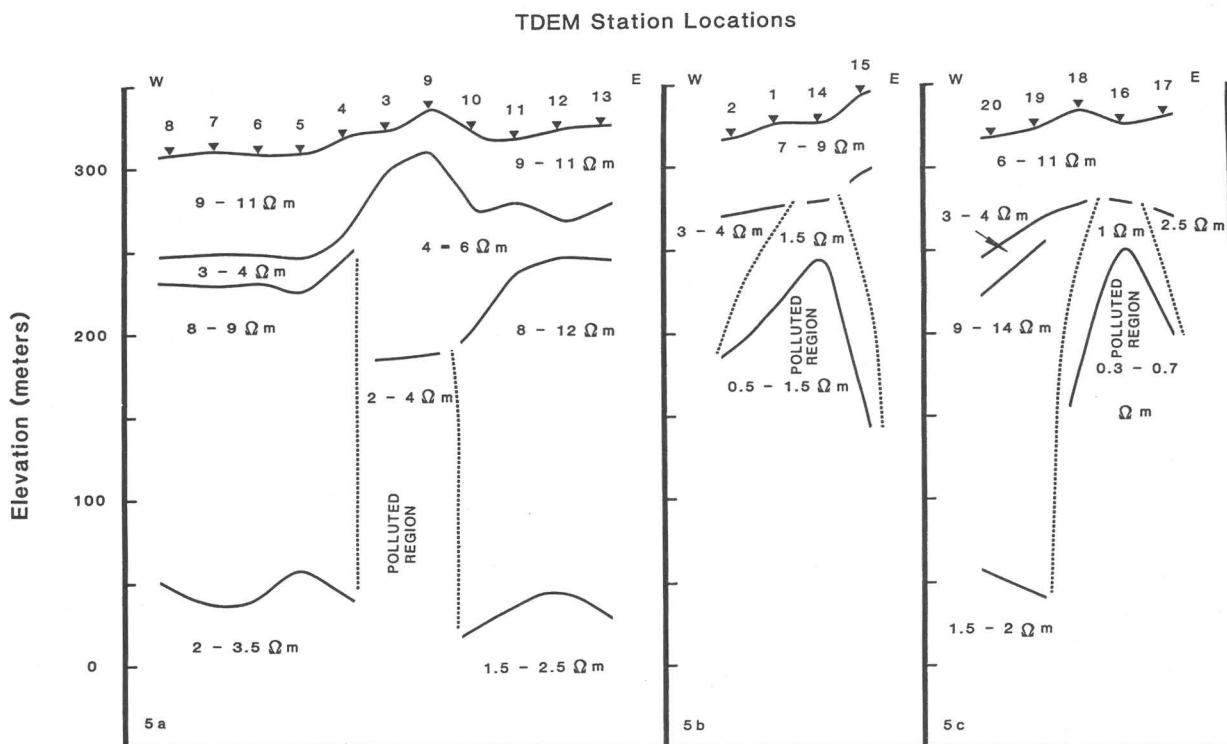 TDEM Station Locations
Elevation (meters)
300
200
100
0
W
E
8
7
6
5
4
3
9
10
11
12
13
9 - 11 Ω m
9 - 11 Ω m
4 - 6 Ω m
3 - 4 Ω m
8 - 9 Ω m
8 - 12 Ω m
2 - 4 Ω m
POLLUTED
REGION
2 - 3.5 Ω m
1.5 - 2.5 Ω m
5a
W
E
2
1
14
15
7 - 9 Ω m
3 - 4 Ω m
1.5 Ω m
POLLUTED
REGION
0.5 - 1.5 Ω m
5b
W
E
20
19
18
16
17
6 - 11 Ω m
3 - 4 Ω m
1 Ω m
2.5 Ω m
9 - 14 Ω m
POLLUTED
REGION
0.3 - 0.7
Ω m
1.5 - 2 Ω m
5c